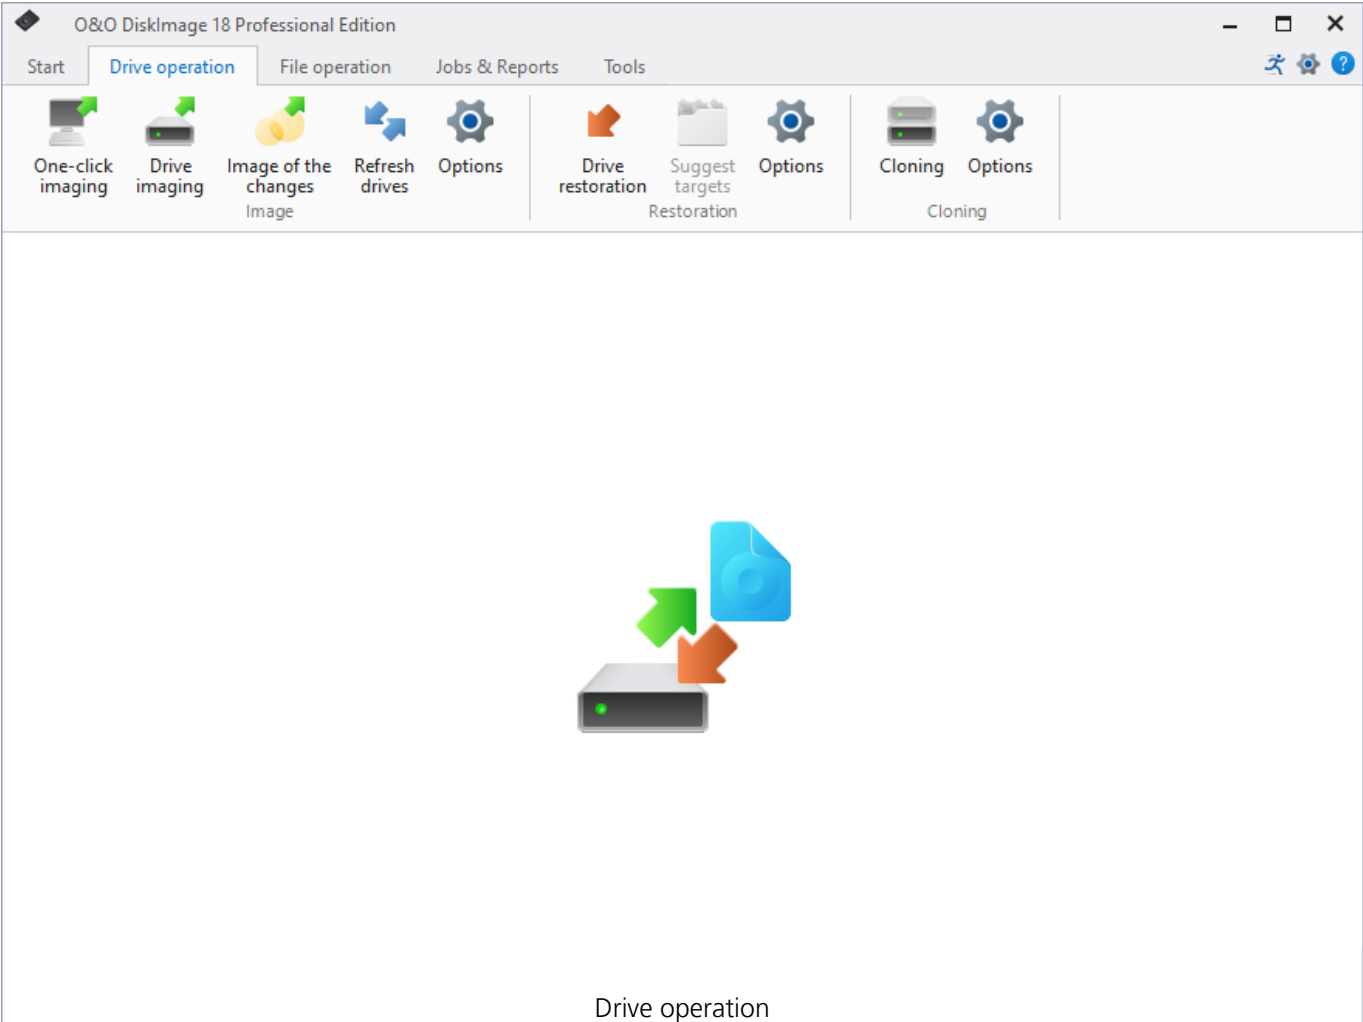 O&O DiskImage 18 Professional Edition
Start Drive operation File operation Jobs & Reports Tools
One-click
imaging
Drive
imaging
Image of the
changes
Refresh
drives
Options
Image
Drive
restoration
Suggest
targets
Options
Restoration
Cloning
Options
Cloning
Drive operation